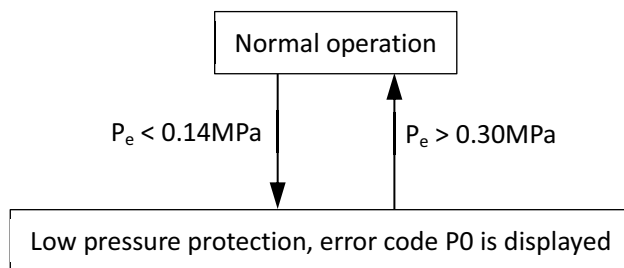 Normal operation
Pₑ < 0.14MPa
Pₑ > 0.30MPa
Low pressure protection, error code P0 is displayed